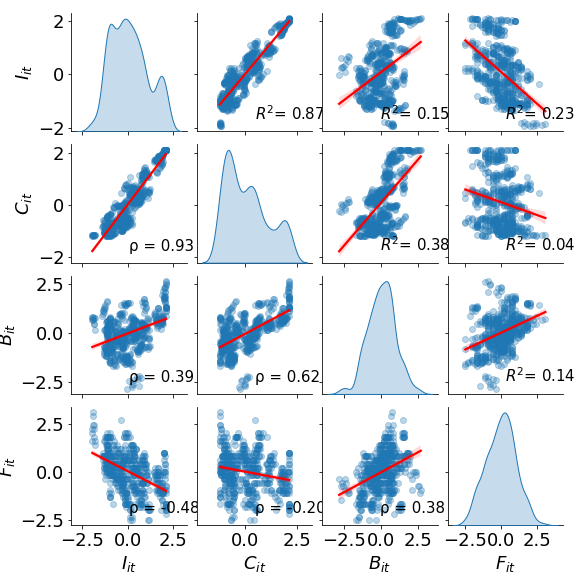 I_it
2
0
−2
R²= 0.87
R²= 0.15
R²= 0.23
C_it
2
0
−2
ρ = 0.93
R²= 0.38
R²= 0.04
B_it
2.5
0.0
−2.5
ρ = 0.39
ρ = 0.62
R²= 0.14
F_it
2.5
0.0
−2.5
ρ = -0.48
ρ = -0.20
ρ = 0.38
−2.5 0.0 2.5
−2.5 0.0 2.5
−2.5 0.0 2.5
−2.5 0.0 2.5
I_it
C_it
B_it
F_it